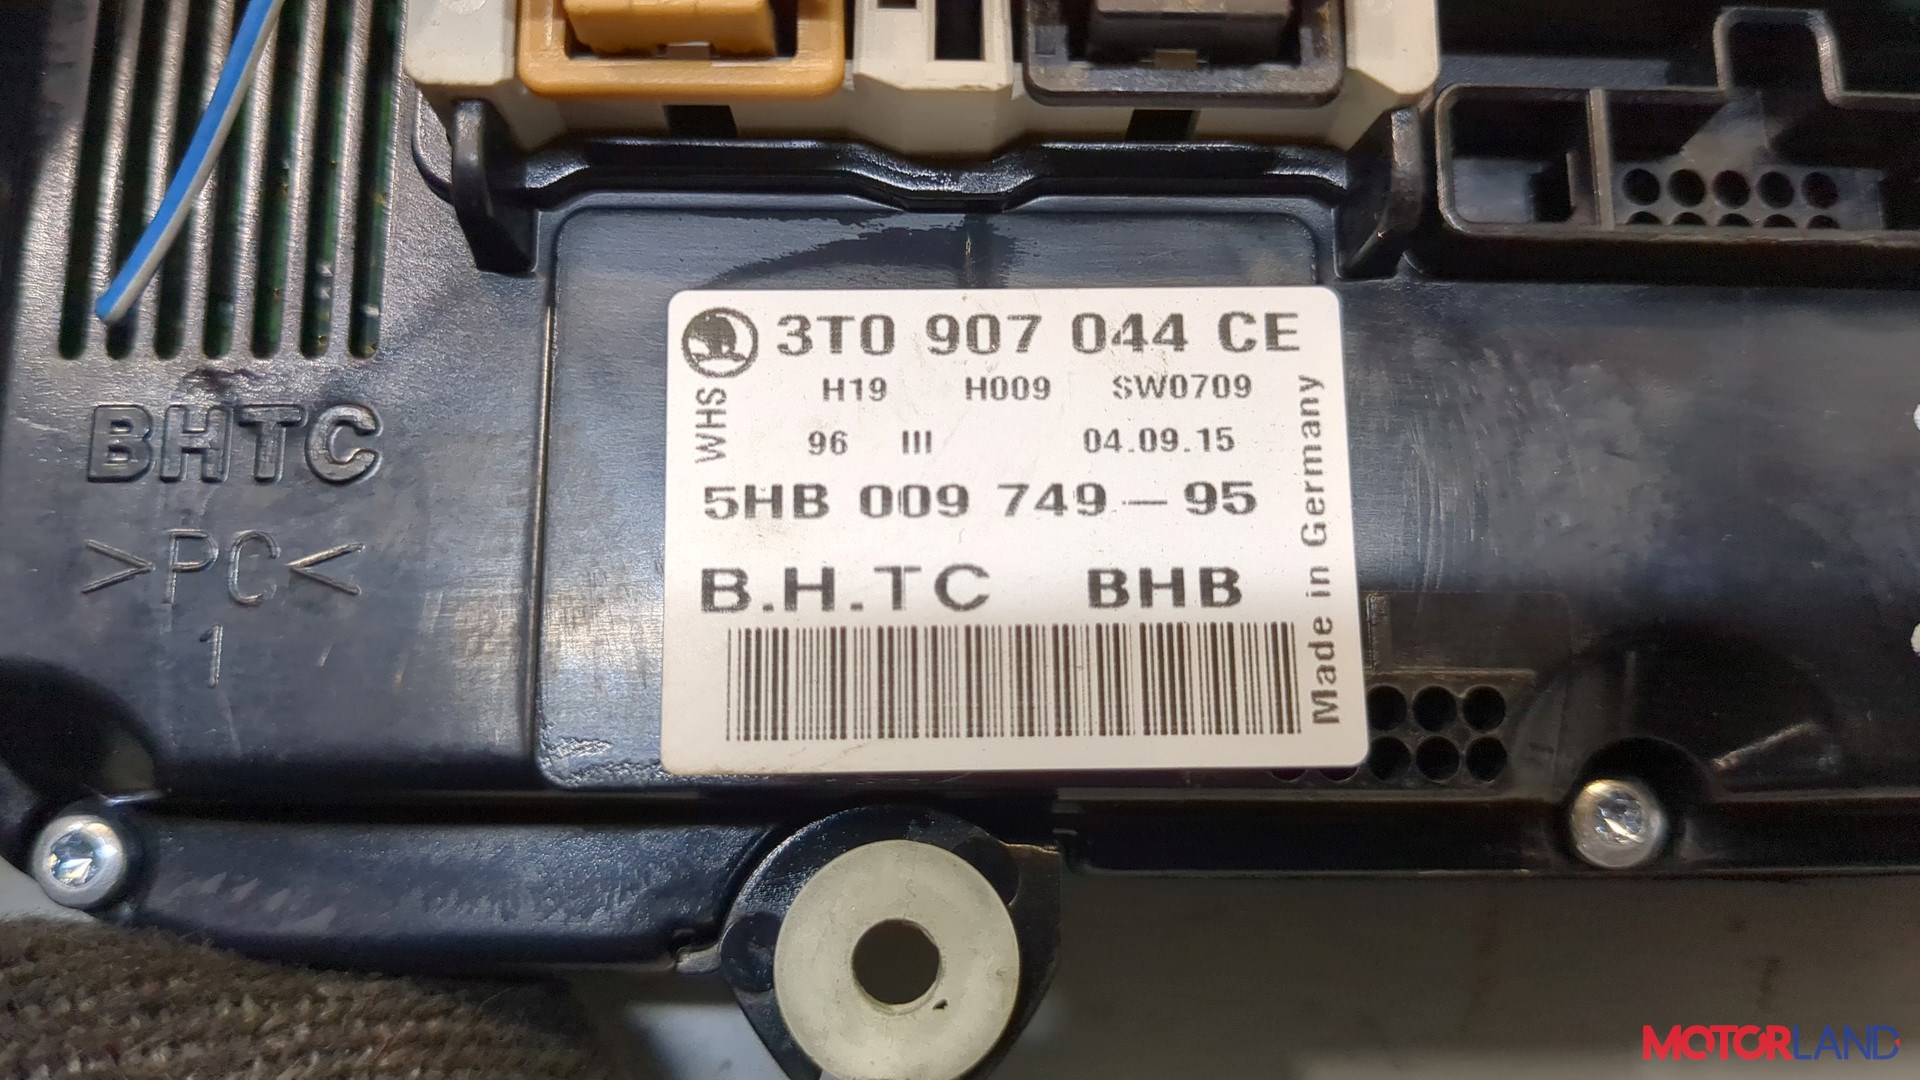 3T0 907 044 CE
H19 H009 SW0709
WHS
96 III 04.09.15
5HB 009 749-95
B.H.TC BHB
Made in Germany
BHTC
>PC<
1
MOTORLAND